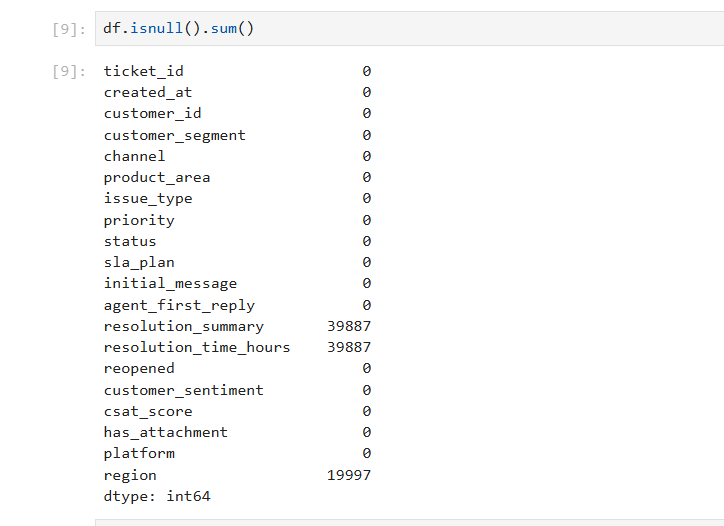 [9]: df.isnull().sum()
[9]: ticket_id 0
created_at 0
customer_id 0
customer_segment 0
channel 0
product_area 0
issue_type 0
priority 0
status 0
sla_plan 0
initial_message 0
agent_first_reply 0
resolution_summary 39887
resolution_time_hours 39887
reopened 0
customer_sentiment 0
csat_score 0
has_attachment 0
platform 0
region 19997
dtype: int64